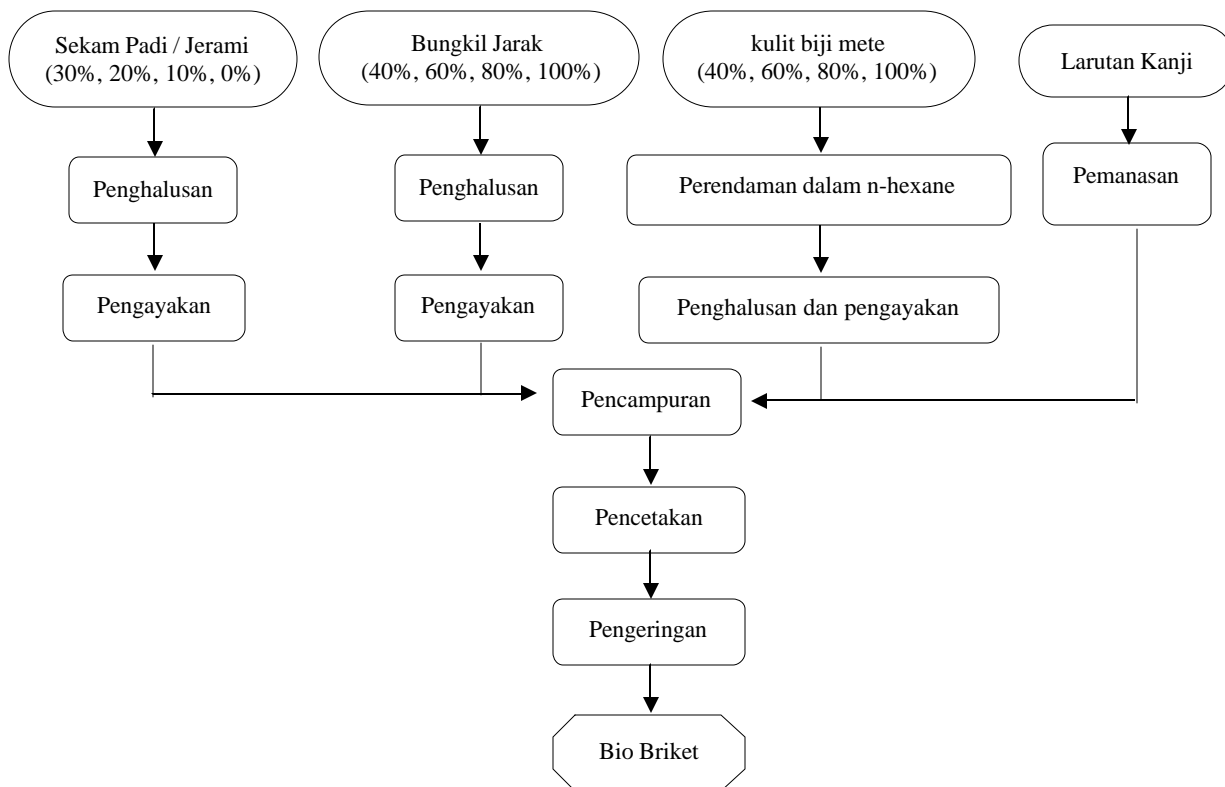 Sekam Padi / Jerami
(30%, 20%, 10%, 0%)
Bungkil Jarak
(40%, 60%, 80%, 100%)
kulit biji mete
(40%, 60%, 80%, 100%)
Larutan Kanji
Penghalusan
Penghalusan
Perendaman dalam n-hexane
Pemanasan
Pengayakan
Pengayakan
Penghalusan dan pengayakan
Pencampuran
Pencetakan
Pengeringan
Bio Briket